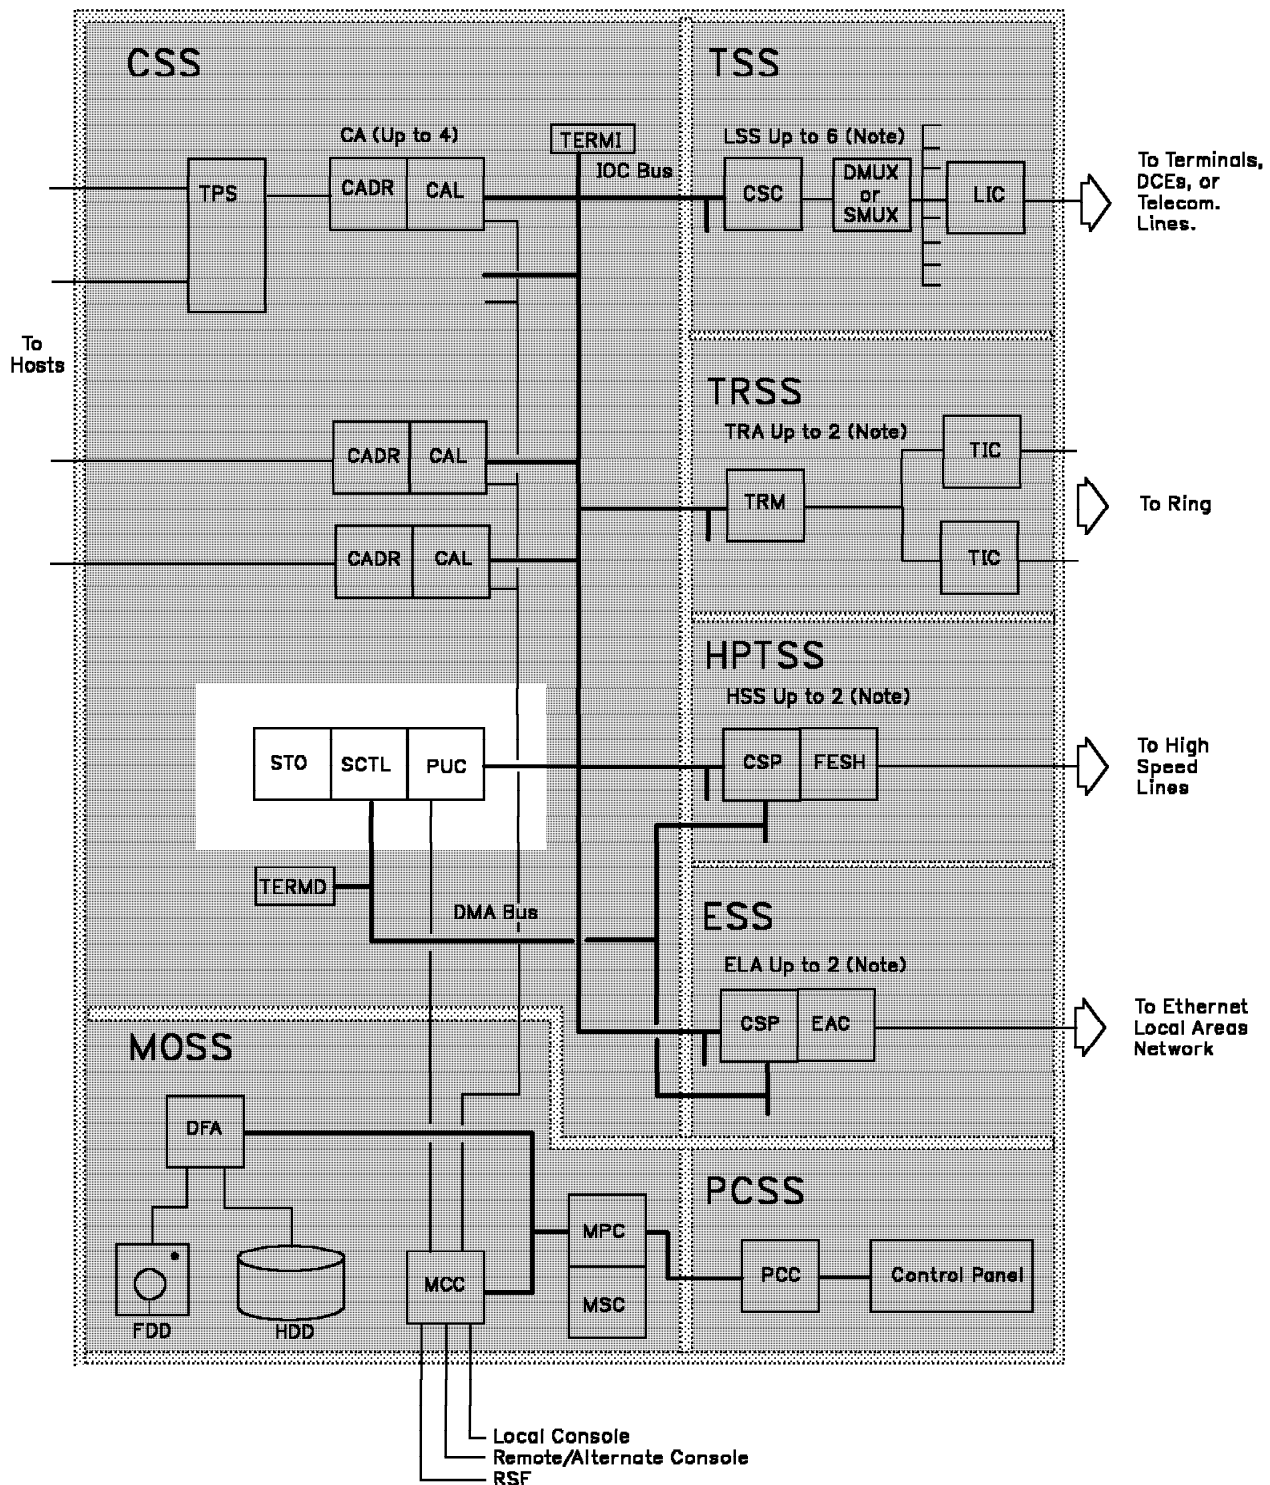 CSS
TSS
CA (Up to 4)
TERMI
LSS Up to 6 (Note)
IOC Bus
TPS
CADR
CAL
CSC
DMUX
or
SMUX
LIC
To Terminals,
DCEs, or
Telecom.
Lines.
To
Hosts
TRSS
TRA Up to 2 (Note)
CADR
CAL
TIC
TRM
To Ring
CADR
CAL
TIC
HPTSS
HSS Up to 2 (Note)
STO
SCTL
PUC
CSP
FESH
To High
Speed
Lines
TERMD
DMA Bus
ESS
ELA Up to 2 (Note)
CSP
EAC
To Ethernet
Local Areas
Network
MOSS
DFA
PCSS
MPC
MCC
MSC
PCC
Control Panel
FDD
HDD
Local Console
Remote/Alternate Console
RSF